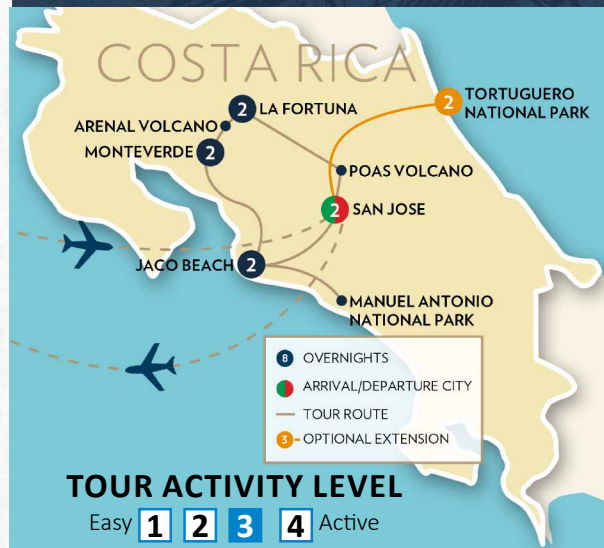 COSTA RICA
2
LA FORTUNA
ARENAL VOLCANO
MONTEVERDE
2
2
TORTUGUERO
NATIONAL PARK
POAS VOLCANO
2
SAN JOSE
JACO BEACH
2
MANUEL ANTONIO
NATIONAL PARK
8 OVERNIGHTS
ARRIVAL/DEPARTURE CITY
TOUR ROUTE
3 OPTIONAL EXTENSION
TOUR ACTIVITY LEVEL
Easy 1 2 3 4 Active